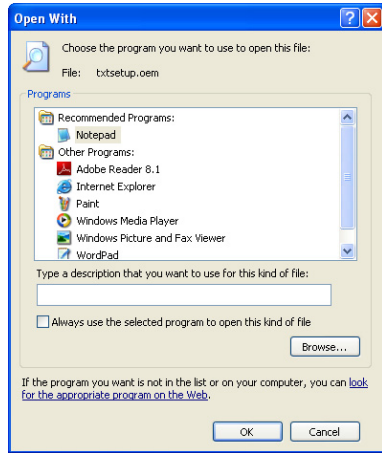 Open With
Choose the program you want to use to open this file:
File: txtsetup.oem
Programs
Recommended Programs:
Notepad
Other Programs:
Adobe Reader 8.1
Internet Explorer
Paint
Windows Media Player
Windows Picture and Fax Viewer
WordPad
Type a description that you want to use for this kind of file:
Always use the selected program to open this kind of file
Browse...
If the program you want is not in the list or on your computer, you can look
for the appropriate program on the Web.
OK Cancel